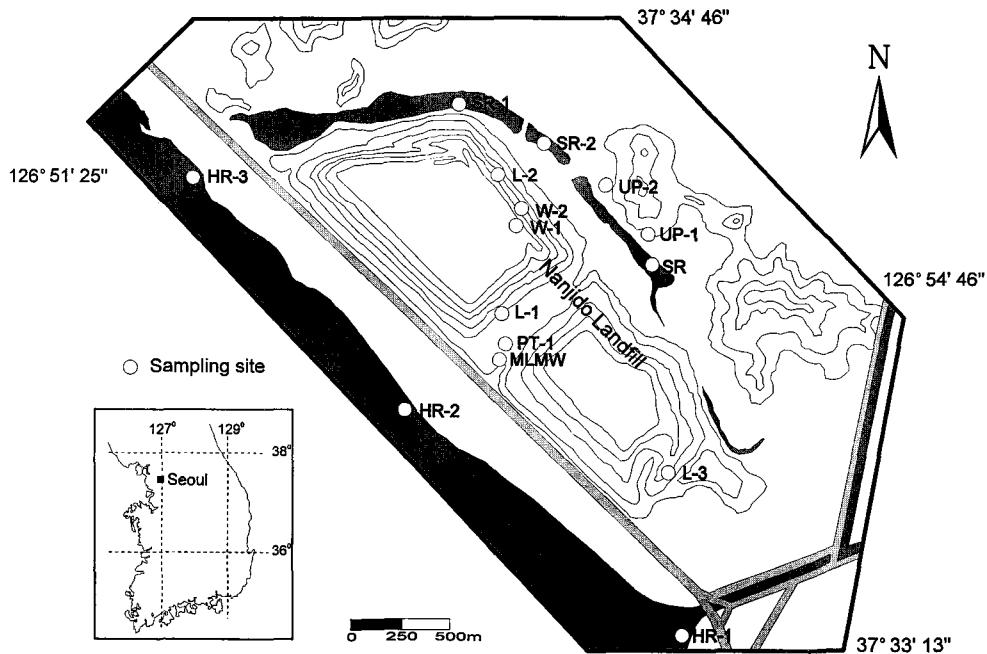 37° 34' 46"
N
SR-1
SR-2
126° 51' 25"
HR-3
L-2
UP-2
W-2
W-1
UP-1
SR
126° 54' 46"
Nanjido Landfill
L-1
PT-1
MLMW
Sampling site
HR-2
127°
129°
38°
Seoul
L-3
36°
0 250 500m
HR-1
37° 33' 13"